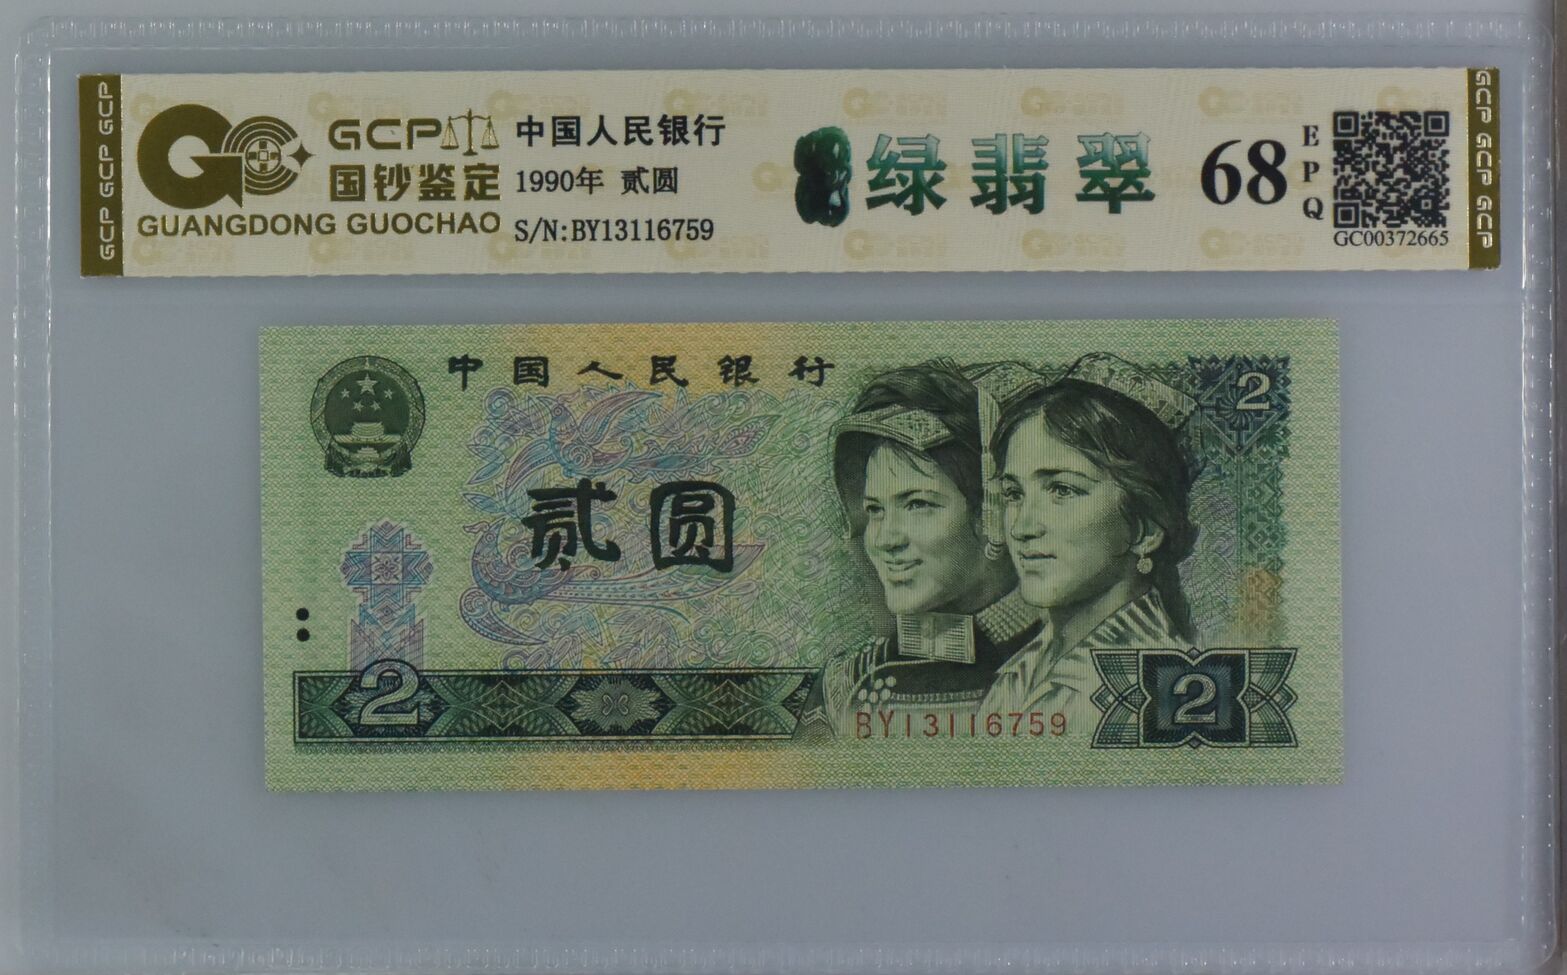 GCP GCP GCP
GCP
国钞鉴定
GUANGDONG GUOCHAO
中国人民银行
1990年 贰圆
S/N:BY13116759
绿翡翠
68
EPQ
GC00372665
GCP GCP GCP
中国人民银行
2
贰圆
2
2
BY13116759